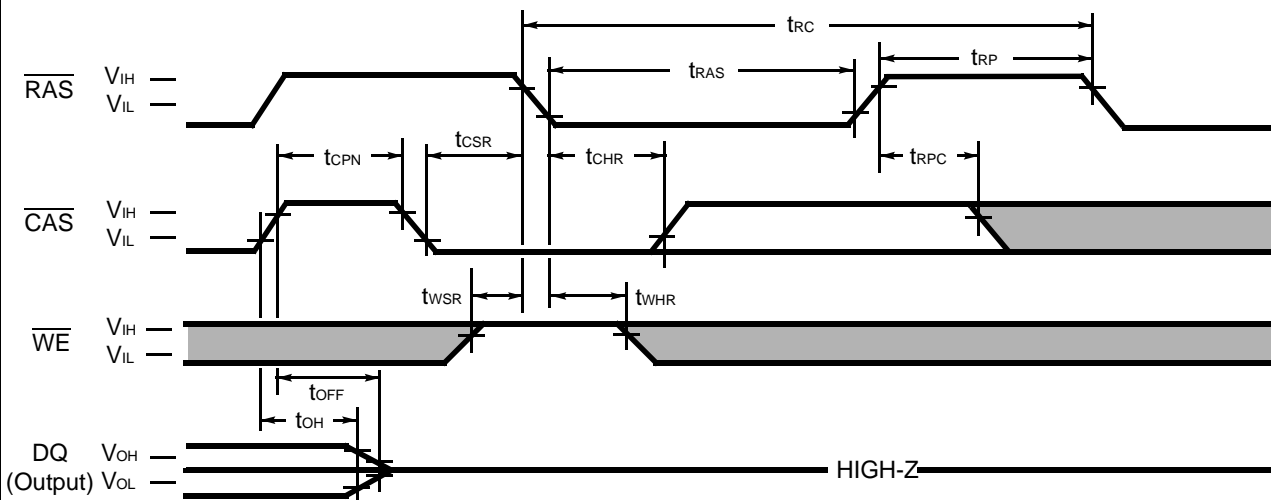 tRC
tRAS
tRP
RAS
VIH
VIL
tCPN
tCSR
tCHR
tRPC
CAS
VIH
VIL
tWSR
tWHR
WE
VIH
VIL
tOFF
tOH
DQ
(Output)
VOH
VOL
HIGH-Z